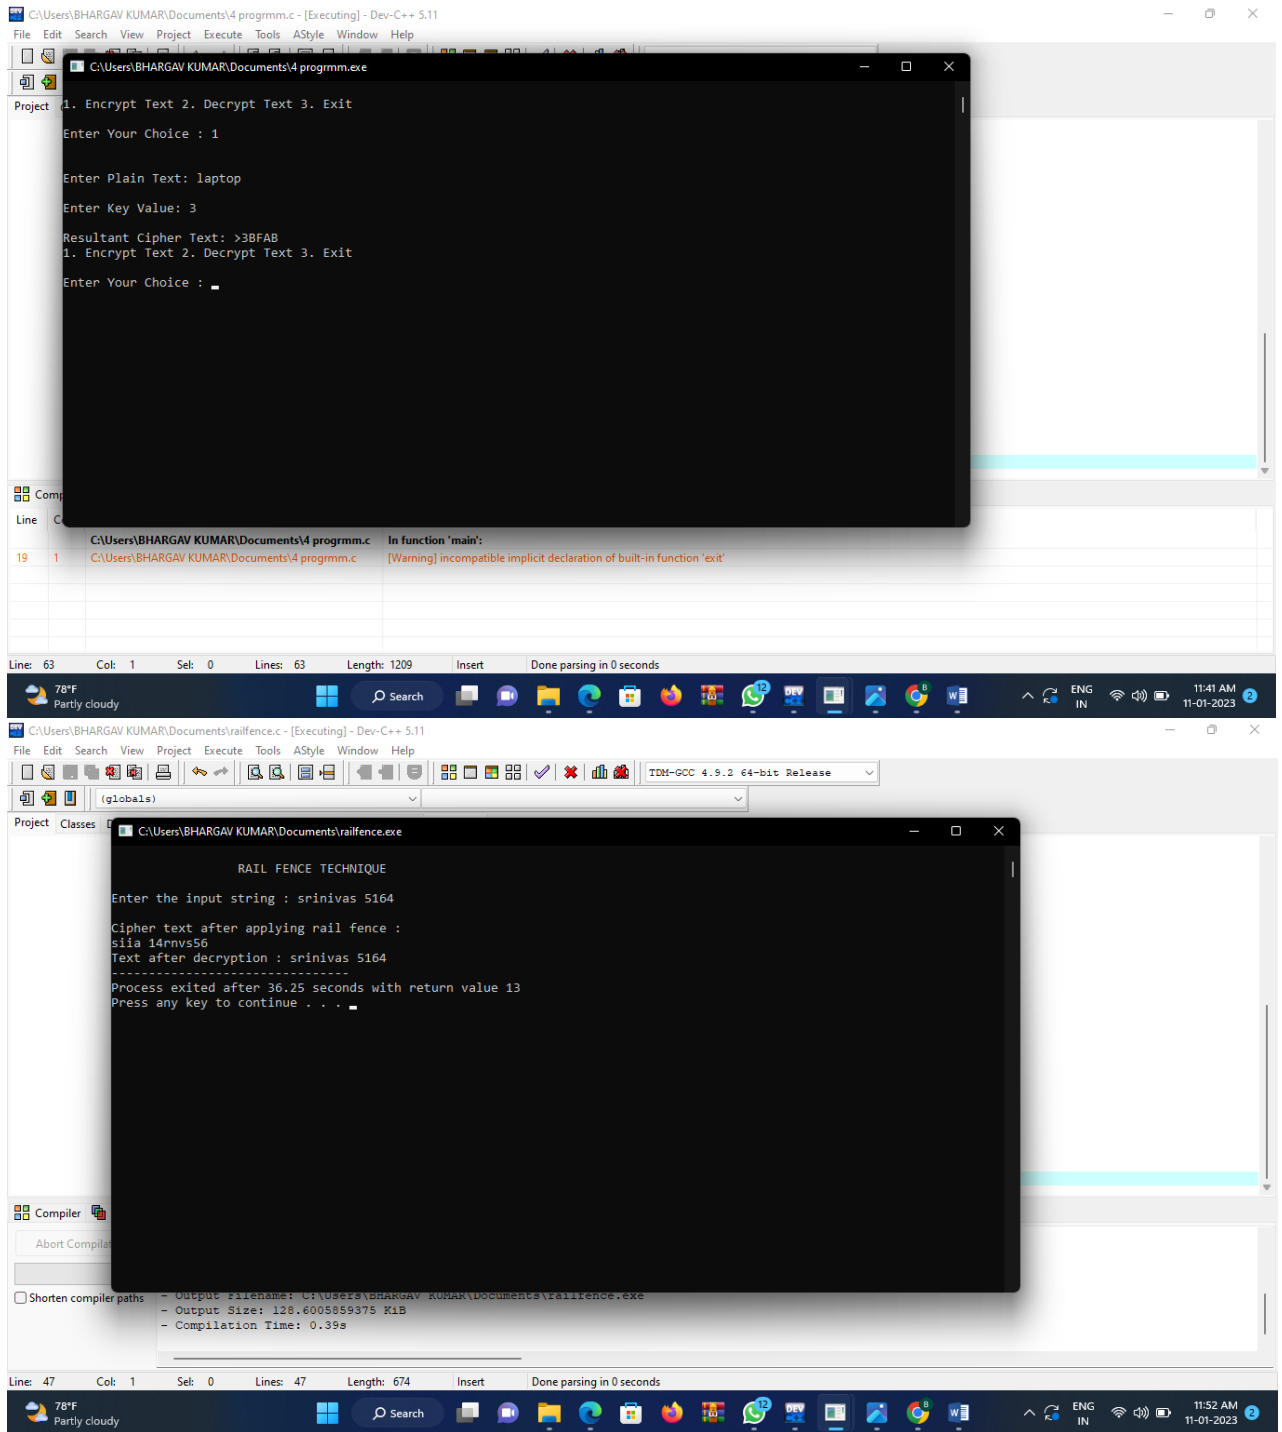 C:\Users\BHARGAV KUMAR\Documents\4 progrmm.c - [Executing] - Dev-C++ 5.11
File Edit Search View Project Execute Tools AStyle Window Help
C:\Users\BHARGAV KUMAR\Documents\4 progrmm.exe
Project
1. Encrypt Text 2. Decrypt Text 3. Exit
Enter Your Choice : 1
Enter Plain Text: laptop
Enter Key Value: 3
Resultant Cipher Text: >3BFAB
1. Encrypt Text 2. Decrypt Text 3. Exit
Enter Your Choice :
Comp
Line C
C:\Users\BHARGAV KUMAR\Documents\4 progrmm.c In function 'main':
19 1 C:\Users\BHARGAV KUMAR\Documents\4 progrmm.c [Warning] incompatible implicit declaration of built-in function 'exit'
Line: 63 Col: 1 Sel: 0 Lines: 63 Length: 1209 Insert Done parsing in 0 seconds
78°F
Partly cloudy
Search
12
DEV
B
ENG
IN
11:41 AM
11-01-2023
2
C:\Users\BHARGAV KUMAR\Documents\railfence.c - [Executing] - Dev-C++ 5.11
File Edit Search View Project Execute Tools AStyle Window Help
TDM-GCC 4.9.2 64-bit Release
(globals)
Project Classes D
C:\Users\BHARGAV KUMAR\Documents\railfence.exe
RAIL FENCE TECHNIQUE
Enter the input string : srinivas 5164
Cipher text after applying rail fence :
siia 14rnvs56
Text after decryption : srinivas 5164
--------------------------------
Process exited after 36.25 seconds with return value 13
Press any key to continue . . .
Compiler
Abort Compilat
Shorten compiler paths
- Output Filename: C:\Users\BHARGAV KUMAR\Documents\railfence.exe
- Output Size: 128.6005859375 KiB
- Compilation Time: 0.39s
Line: 47 Col: 1 Sel: 0 Lines: 47 Length: 674 Insert Done parsing in 0 seconds
78°F
Partly cloudy
Search
12
DEV
B
ENG
IN
11:52 AM
11-01-2023
2